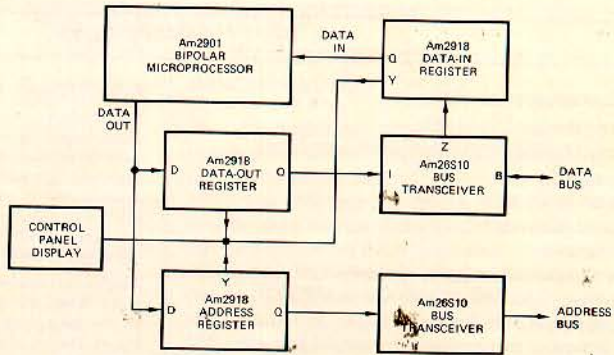 Am2901
BIPOLAR
MICROPROCESSOR
DATA
IN
Q
Y
Am2918
DATA-IN
REGISTER
DATA
OUT
D
Am2918
DATA-OUT
REGISTER
Q
I
Z
Am26S10
BUS
TRANSCEIVER
B
DATA
BUS
CONTROL
PANEL
DISPLAY
Y
D
Am2918
ADDRESS
REGISTER
Q
Am26S10
BUS
TRANSCEIVER
ADDRESS
BUS